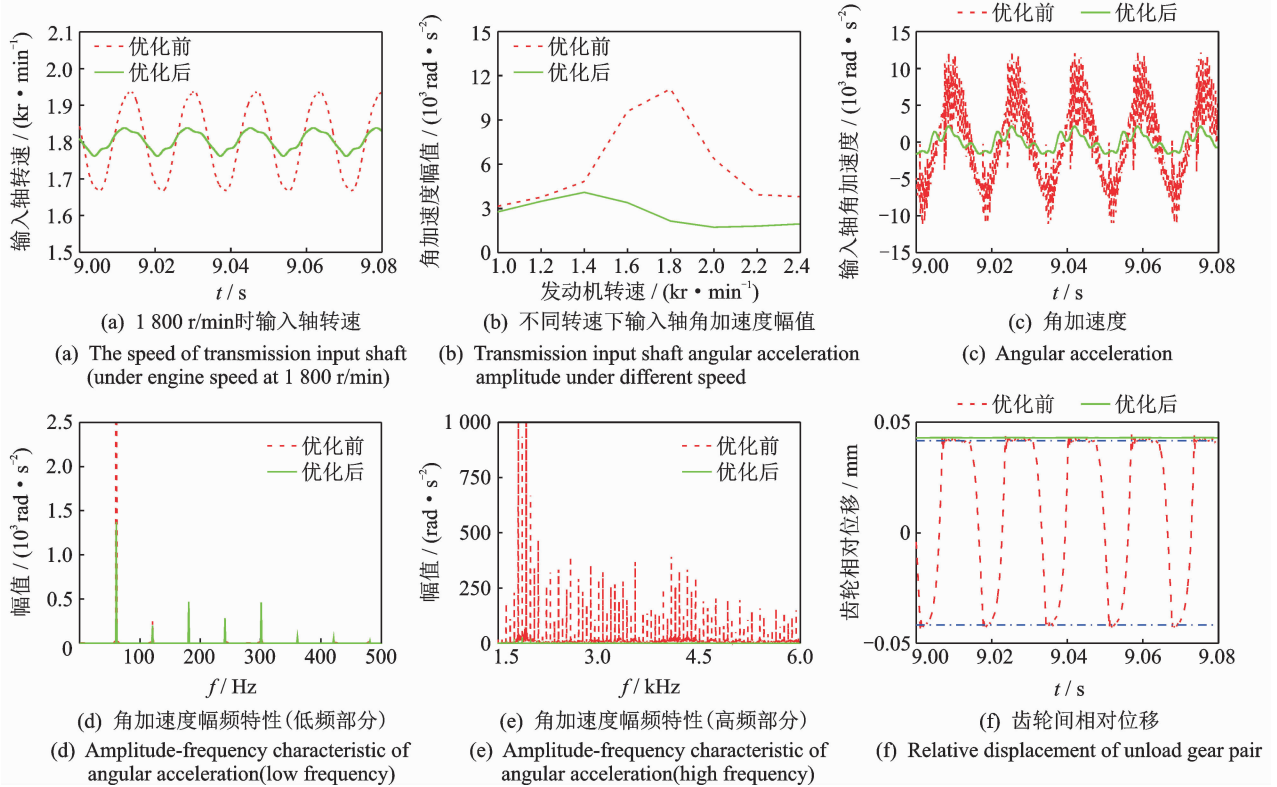 2.1
2.0
1.9
1.8
1.7
1.6
1.5
输入轴转速 / (kr·min⁻¹)
优化前
优化后
9.00 9.02 9.04 9.06 9.08
t / s
(a) 1 800 r/min时输入轴转速
(a) The speed of transmission input shaft
(under engine speed at 1 800 r/min)
15
12
9
6
3
0
角加速度幅值 / (10³ rad·s⁻²)
优化前
优化后
1.0 1.2 1.4 1.6 1.8 2.0 2.2 2.4
发动机转速 / (kr·min⁻¹)
(b) 不同转速下输入轴角加速度幅值
(b) Transmission input shaft angular acceleration
amplitude under different speed
优化前 优化后
15
10
5
0
−5
−10
−15
输入轴角加速度 / (10³ rad·s⁻²)
9.00 9.02 9.04 9.06 9.08
t / s
(c) 角加速度
(c) Angular acceleration
2.5
2.0
1.5
1.0
0.5
0
幅值 / (10³ rad·s⁻²)
优化前
优化后
100 200 300 400 500
f / Hz
(d) 角加速度幅频特性(低频部分)
(d) Amplitude-frequency characteristic of
angular acceleration(low frequency)
1 000
750
500
250
0
幅值 / (rad·s⁻²)
优化前
优化后
1.5 3.0 4.5 6.0
f / kHz
(e) 角加速度幅频特性(高频部分)
(e) Amplitude-frequency characteristic of
angular acceleration(high frequency)
优化前 优化后
0.05
0
−0.05
齿轮相对位移 / mm
9.00 9.02 9.04 9.06 9.08
t / s
(f) 齿轮间相对位移
(f) Relative displacement of unload gear pair